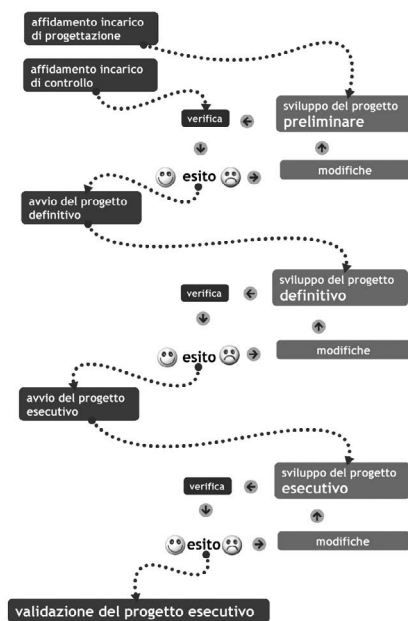 affidamento incarico
di progettazione
affidamento incarico
di controllo
verifica
sviluppo del progetto
preliminare
esito
modifiche
avvio del progetto
definitivo
verifica
sviluppo del progetto
definitivo
esito
modifiche
avvio del progetto
esecutivo
verifica
sviluppo del progetto
esecutivo
esito
modifiche
validazione del progetto esecutivo